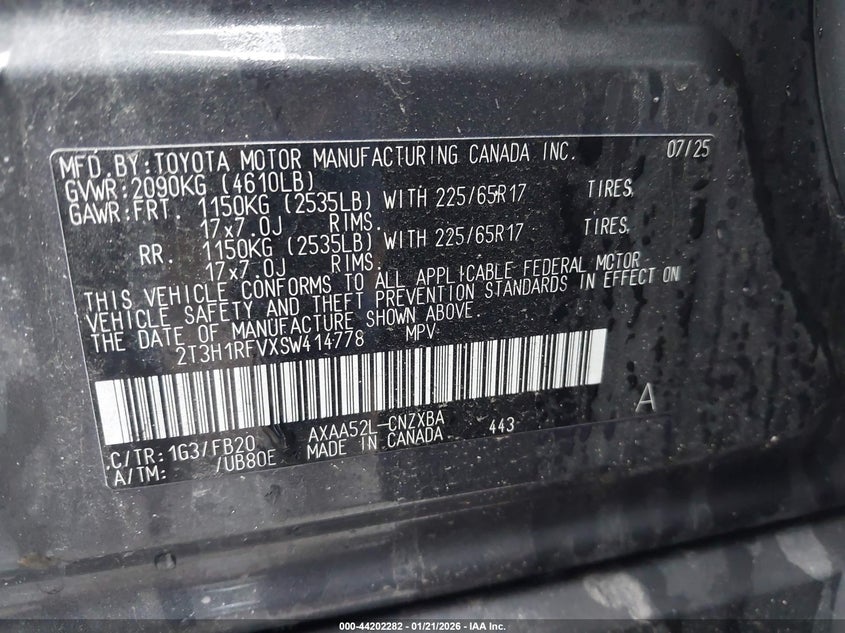 MFD.BY:TOYOTA MOTOR MANUFACTURING CANADA INC. 07/25
GVWR:2090KG (4610LB)
GAWR:FRT. 1150KG (2535LB) WITH 225/65R17 TIRES,
17x7.0J RIMS.
RR. 1150KG (2535LB) WITH 225/65R17 TIRES,
17x7.0J RIMS.
THIS VEHICLE CONFORMS TO ALL APPLICABLE FEDERAL MOTOR
VEHICLE SAFETY AND THEFT PREVENTION STANDARDS IN EFFECT ON
THE DATE OF MANUFACTURE SHOWN ABOVE.
2T3H1RFVXSW414778 MPV
A
C/TR:1G3/FB20 AXAA52L-CNZXBA 443
A/TM: /UB80E MADE IN CANADA
000-44202282 - 01/21/2026 - IAA Inc.